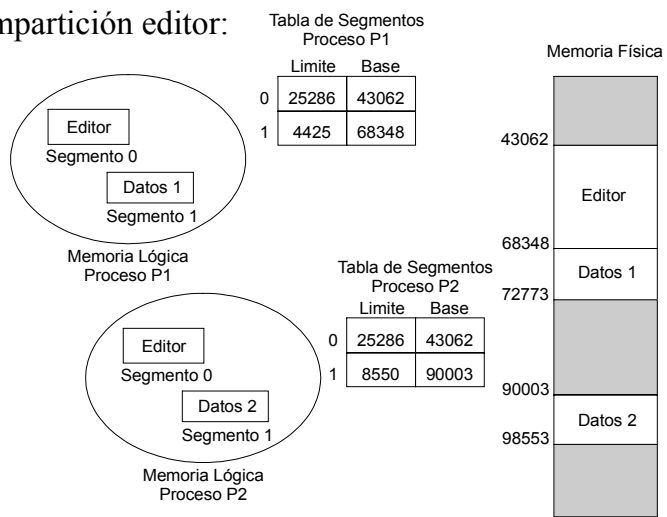 editor:
Tabla de Segmentos
Proceso P1
Limite Base
0 25286 43062
1 4425 68348
Editor
Segmento 0
Datos 1
Segmento 1
Memoria Lógica
Proceso P1
Tabla de Segmentos
Proceso P2
Limite Base
0 25286 43062
1 8550 90003
Editor
Segmento 0
Datos 2
Segmento 1
Memoria Lógica
Proceso P2
Memoria Física
43062
Editor
68348
Datos 1
72773
90003
Datos 2
98553